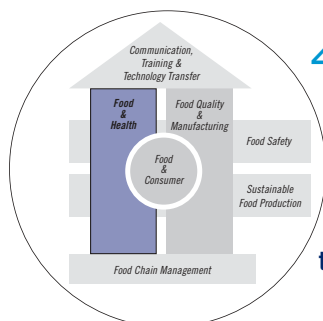 Communication,
Training &
Technology Transfer
Food
&
Health
Food Quality
&
Manufacturing
Food Safety
Food
&
Consumer
Sustainable
Food Production
Food Chain Management
t